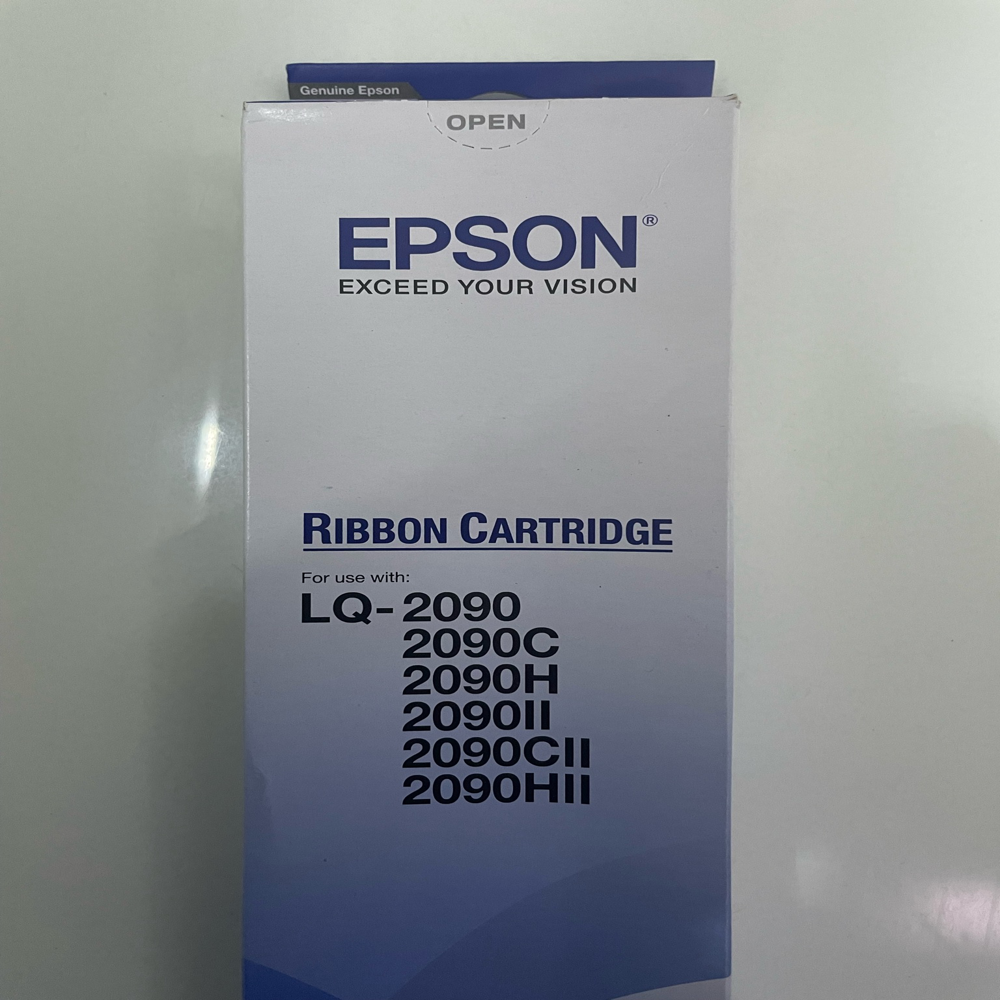 Genuine Epson
OPEN
EPSON®
EXCEED YOUR VISION
RIBBON CARTRIDGE
For use with:
LQ-2090
2090C
2090H
2090II
2090CII
2090HII